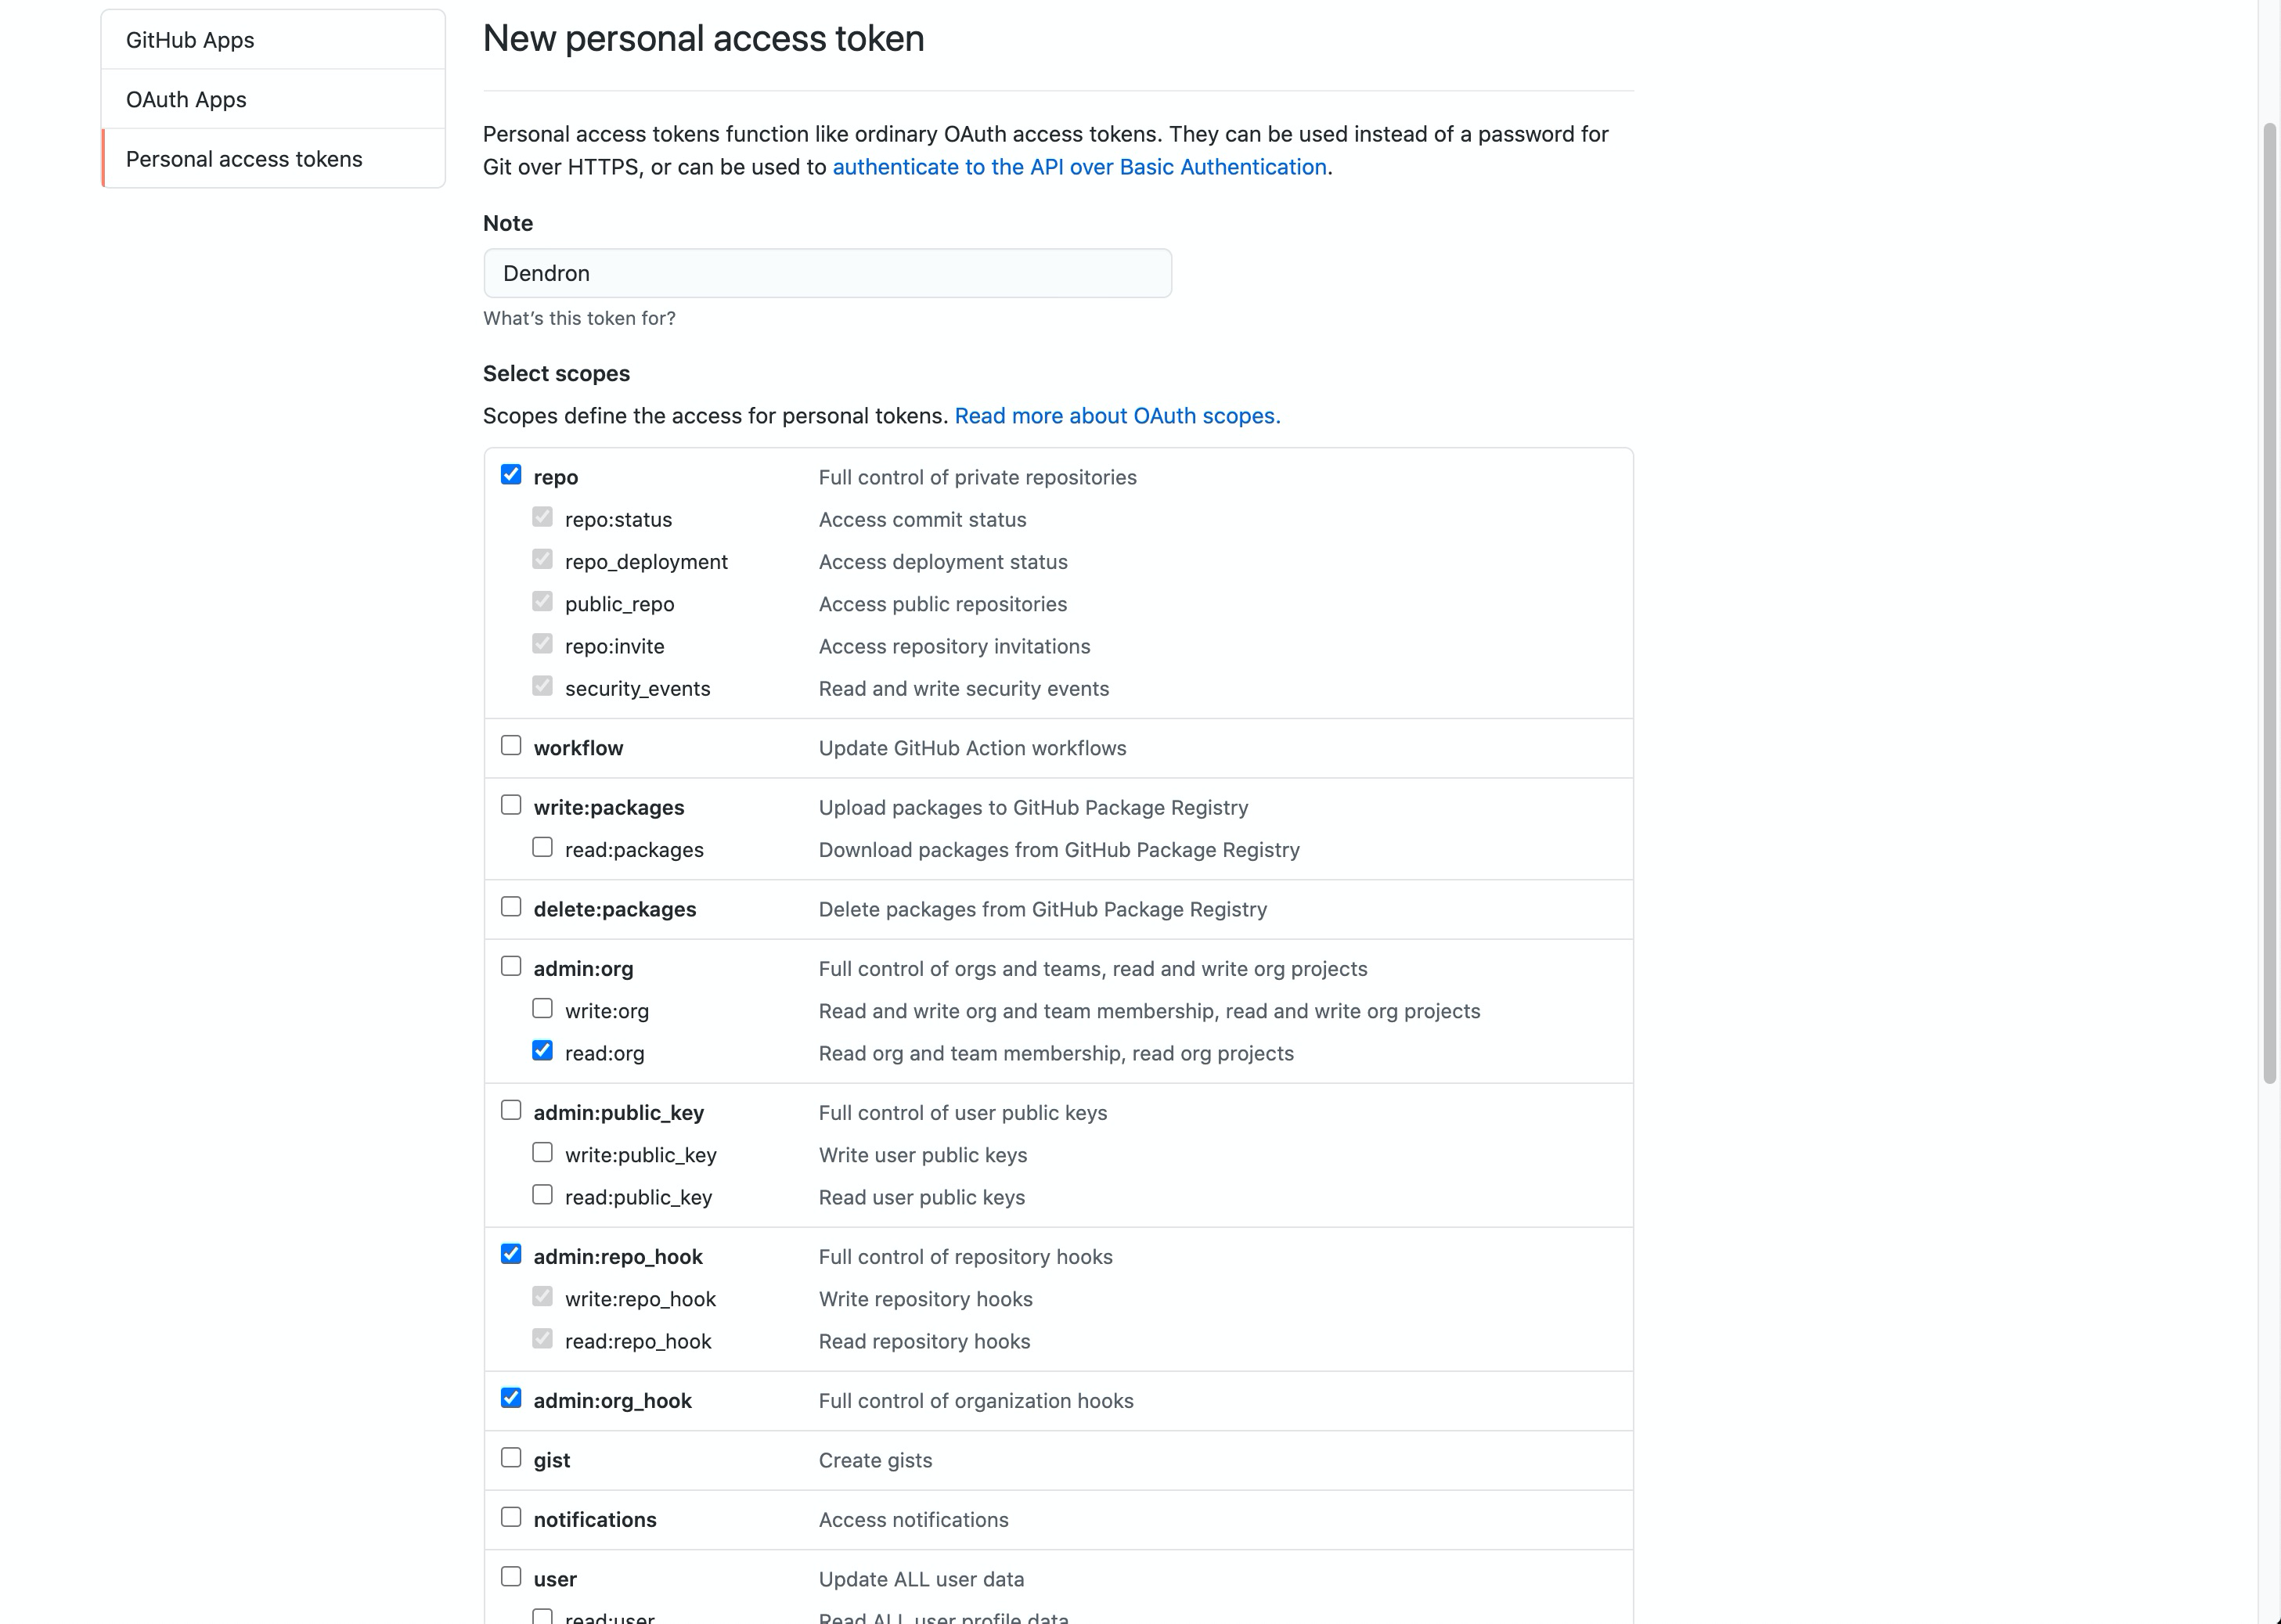 GitHub Apps
OAuth Apps
Personal access tokens
New personal access token
Personal access tokens function like ordinary OAuth access tokens. They can be used instead of a password for
Git over HTTPS, or can be used to authenticate to the API over Basic Authentication.
Note
Dendron
What's this token for?
Select scopes
Scopes define the access for personal tokens. Read more about OAuth scopes.
repo Full control of private repositories
repo:status Access commit status
repo_deployment Access deployment status
public_repo Access public repositories
repo:invite Access repository invitations
security_events Read and write security events
workflow Update GitHub Action workflows
write:packages Upload packages to GitHub Package Registry
read:packages Download packages from GitHub Package Registry
delete:packages Delete packages from GitHub Package Registry
admin:org Full control of orgs and teams, read and write org projects
write:org Read and write org and team membership, read and write org projects
read:org Read org and team membership, read org projects
admin:public_key Full control of user public keys
write:public_key Write user public keys
read:public_key Read user public keys
admin:repo_hook Full control of repository hooks
write:repo_hook Write repository hooks
read:repo_hook Read repository hooks
admin:org_hook Full control of organization hooks
gist Create gists
notifications Access notifications
user Update ALL user data
read:user Read ALL user profile data